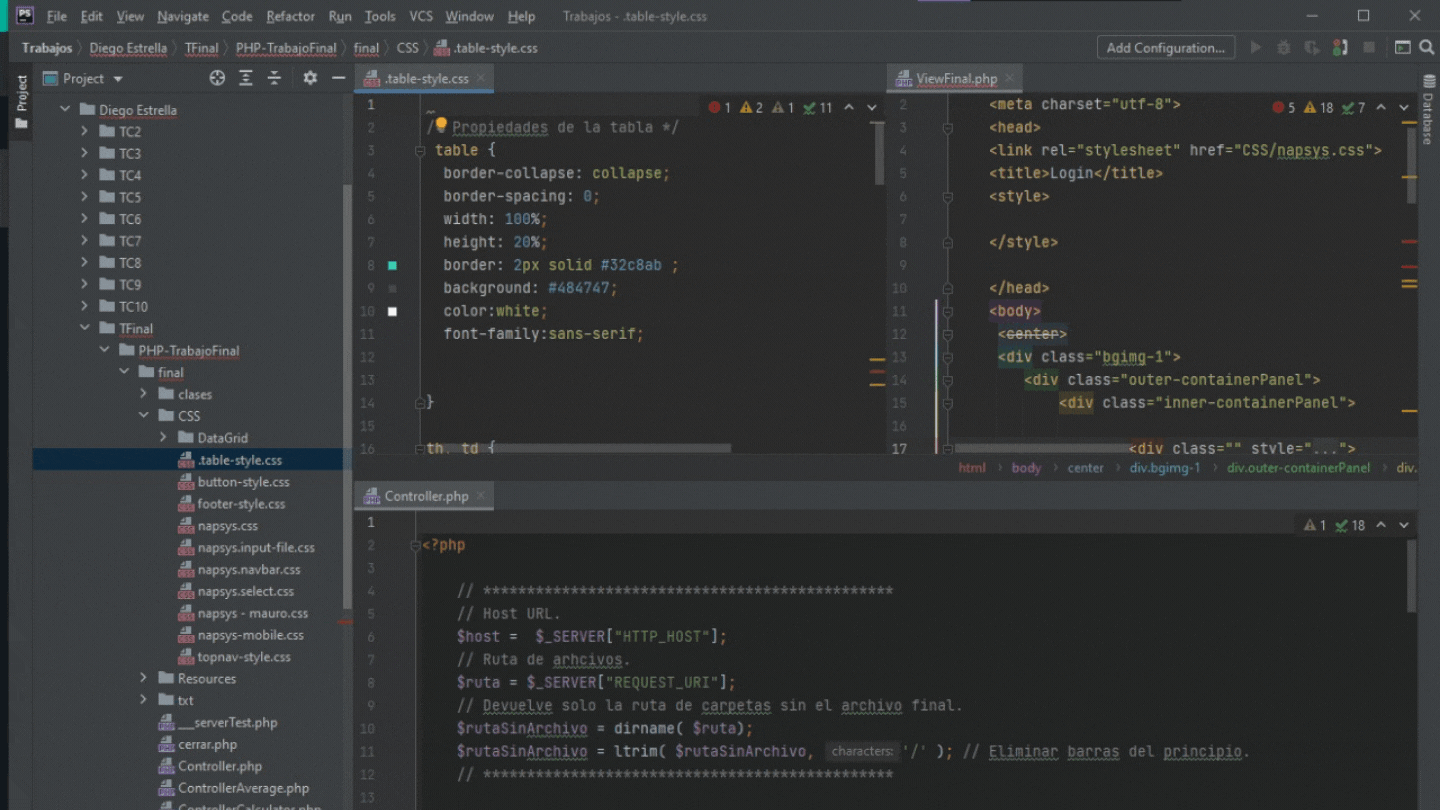 PS File Edit View Navigate Code Refactor Run Tools VCS Window Help Trabajos - .table-style.css
Trabajos Diego Estrella TFinal PHP-TrabajoFinal final CSS .table-style.css Add Configuration...
Project
Project
Diego Estrella
TC2
TC3
TC4
TC5
TC6
TC7
TC8
TC9
TC10
TFinal
PHP-TrabajoFinal
final
clases
CSS
DataGrid
.table-style.css
button-style.css
footer-style.css
napsys.css
napsys.input-file.css
napsys.navbar.css
napsys.select.css
napsys - mauro.css
napsys-mobile.css
topnav-style.css
Resources
txt
__serverTest.php
cerrar.php
Controller.php
ControllerAverage.php
ControllerCalculator.php
.table-style.css
1 2 1 11
1
2 /* Propiedades de la tabla */
3 table {
4 border-collapse: collapse;
5 border-spacing: 0;
6 width: 100%;
7 height: 20%;
8 border: 2px solid #32c8ab ;
9 background: #484747;
10 color:white;
11 font-family:sans-serif;
12
13
14 }
15
16 th, td {
ViewFinal.php
5 18 7
2 <meta charset="utf-8">
3 <head>
4 <link rel="stylesheet" href="CSS/napsys.css">
5 <title>Login</title>
6 <style>
7
8 </style>
9
10 </head>
11 <body>
12 <center>
13 <div class="bgimg-1">
14 <div class="outer-containerPanel">
15 <div class="inner-containerPanel">
16
17 <div class="" style="...">
html body center div.bgimg-1 div.outer-containerPanel div.
Database
Controller.php
1 18
1
2 <?php
3
4 // ***********************************************
5 // Host URL.
6 $host = $_SERVER["HTTP_HOST"];
7 // Ruta de arhcivos.
8 $ruta = $_SERVER["REQUEST_URI"];
9 // Devuelve solo la ruta de carpetas sin el archivo final.
10 $rutaSinArchivo = dirname( $ruta);
11 $rutaSinArchivo = ltrim( $rutaSinArchivo, characters: '/' ); // Eliminar barras del principio.
12 // ***********************************************
13